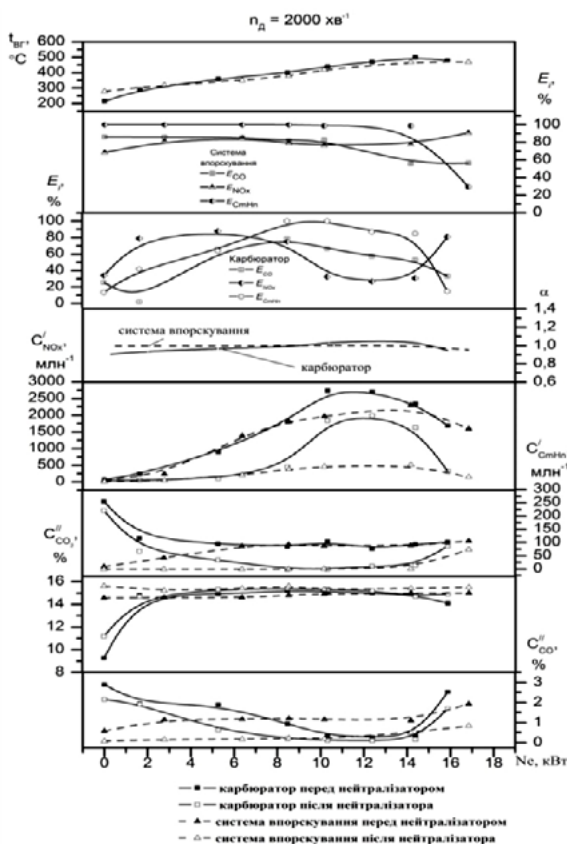 n_д = 2000 хв⁻¹
t_ВГ,
°C
600
500
400
300
200
E_i,
%
100
80
60
40
20
0
Система
впорскування
E_CO
E_NOx
E_CmHn
E_i,
%
100
80
60
40
20
0
Карбюратор
E_CO
E_NOx
E_CmHn
α
1,4
1,2
1,0
0,8
0,6
система впорскування
карбюратор
C'_NOx,
млн⁻¹
3000
2500
2000
1500
1000
500
0
C'_CmHn
млн⁻¹
300
250
200
150
100
50
0
C''_CO₂,
%
16
14
12
10
8
C''_CO,
%
3
2
1
0
0 2 4 6 8 10 12 14 16 18 Ne, кВт
карбюратор перед нейтралізатором
карбюратор після нейтралізатора
система впорскування перед нейтралізатором
система впорскування після нейтралізатора